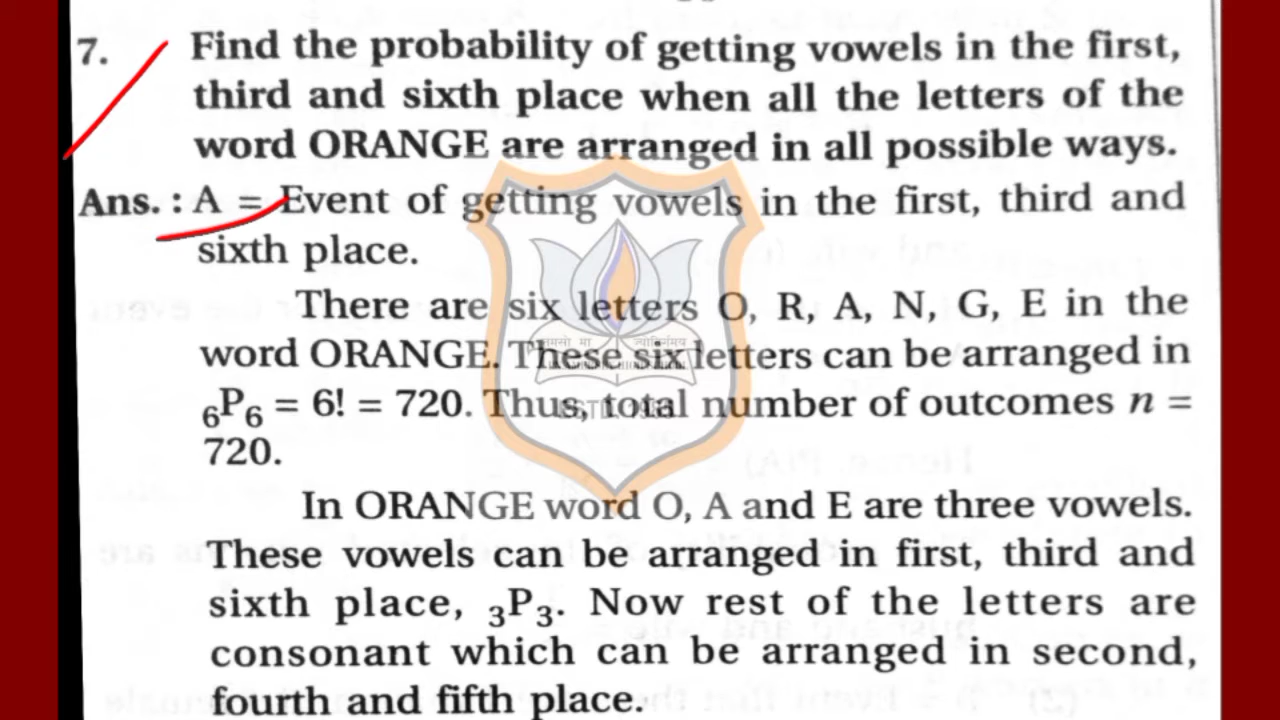 7. Find the probability of getting vowels in the first,
third and sixth place when all the letters of the
word ORANGE are arranged in all possible ways.
Ans. : A = Event of getting vowels in the first, third and
sixth place.
There are six letters O, R, A, N, G, E in the
word ORANGE. These six letters can be arranged in
₆P₆ = 6! = 720. Thus, total number of outcomes n =
720.
In ORANGE word O, A and E are three vowels.
These vowels can be arranged in first, third and
sixth place, ₃P₃. Now rest of the letters are
consonant which can be arranged in second,
fourth and fifth place.